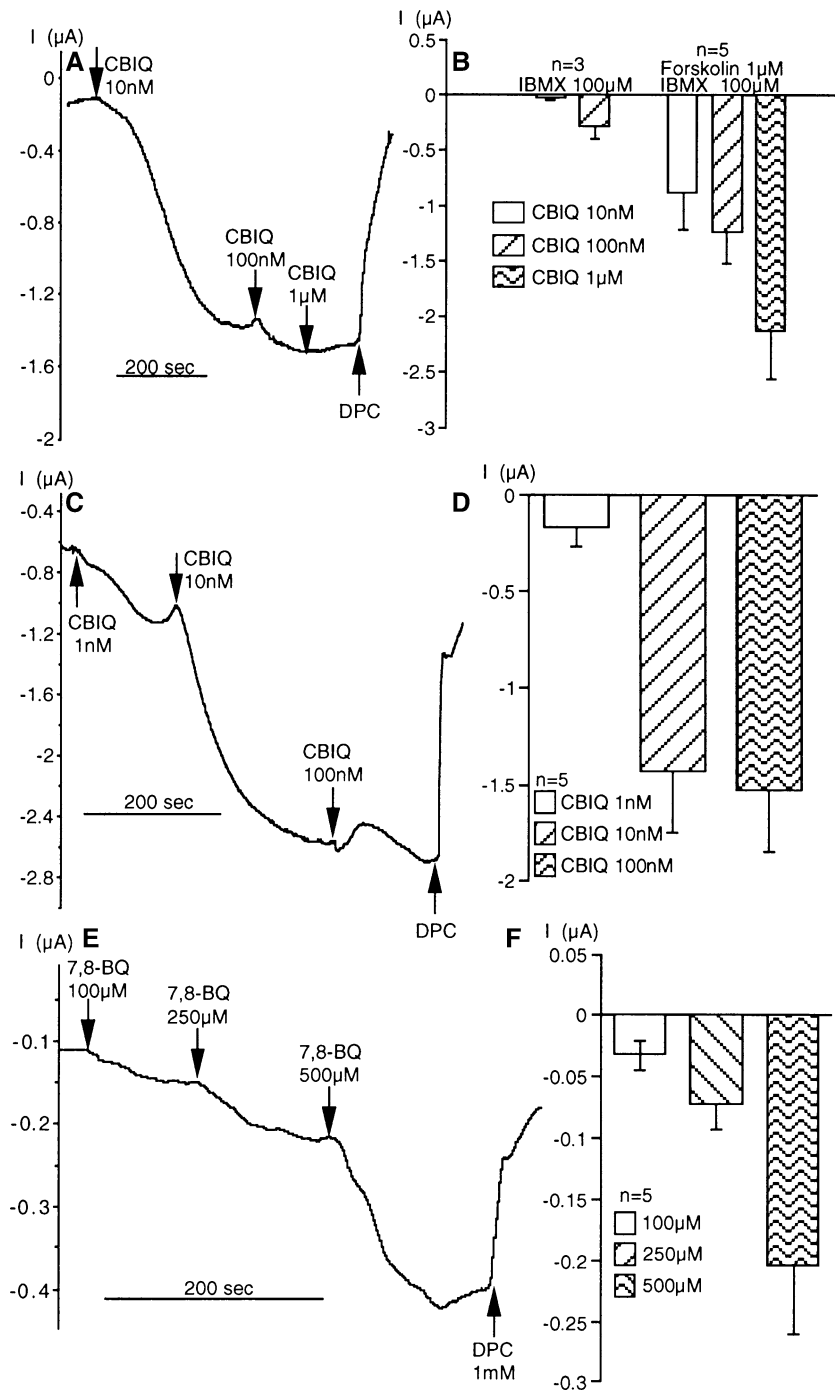 I (µA)
A
0
-0.4
-0.8
-1.2
-1.6
-2
CBIQ
10nM
CBIQ
100nM
CBIQ
1µM
200 sec
DPC
I (µA)
B
0.5
0
-0.5
-1
-1.5
-2
-2.5
-3
n=3
IBMX 100µM
n=5
Forskolin 1µM
IBMX 100µM
CBIQ 10nM
CBIQ 100nM
CBIQ 1µM
I (µA)
C
-0.4
-0.8
-1.2
-1.6
-2
-2.4
-2.8
CBIQ
1nM
CBIQ
10nM
CBIQ
100nM
200 sec
DPC
I (µA)
D
0
-0.5
-1
-1.5
-2
n=5
CBIQ 1nM
CBIQ 10nM
CBIQ 100nM
I (µA)
E
-0.1
-0.2
-0.3
-0.4
7,8-BQ
100µM
7,8-BQ
250µM
7,8-BQ
500µM
200 sec
DPC
1mM
F
I (µA)
0.05
0
-0.05
-0.1
-0.15
-0.2
-0.25
-0.3
n=5
100µM
250µM
500µM